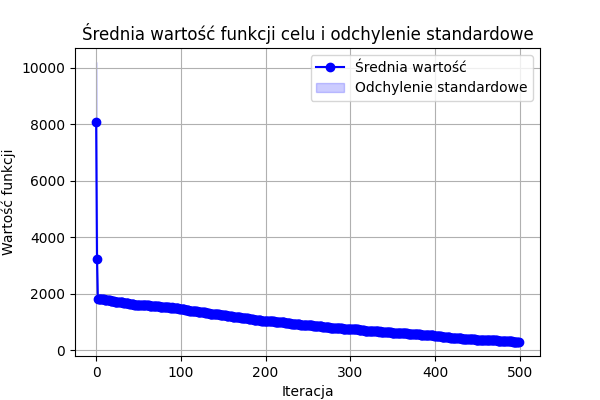 Średnia wartość funkcji celu i odchylenie standardowe
Średnia wartość
Odchylenie standardowe
Wartość funkcji
10000
8000
6000
4000
2000
0
0 100 200 300 400 500
Iteracja